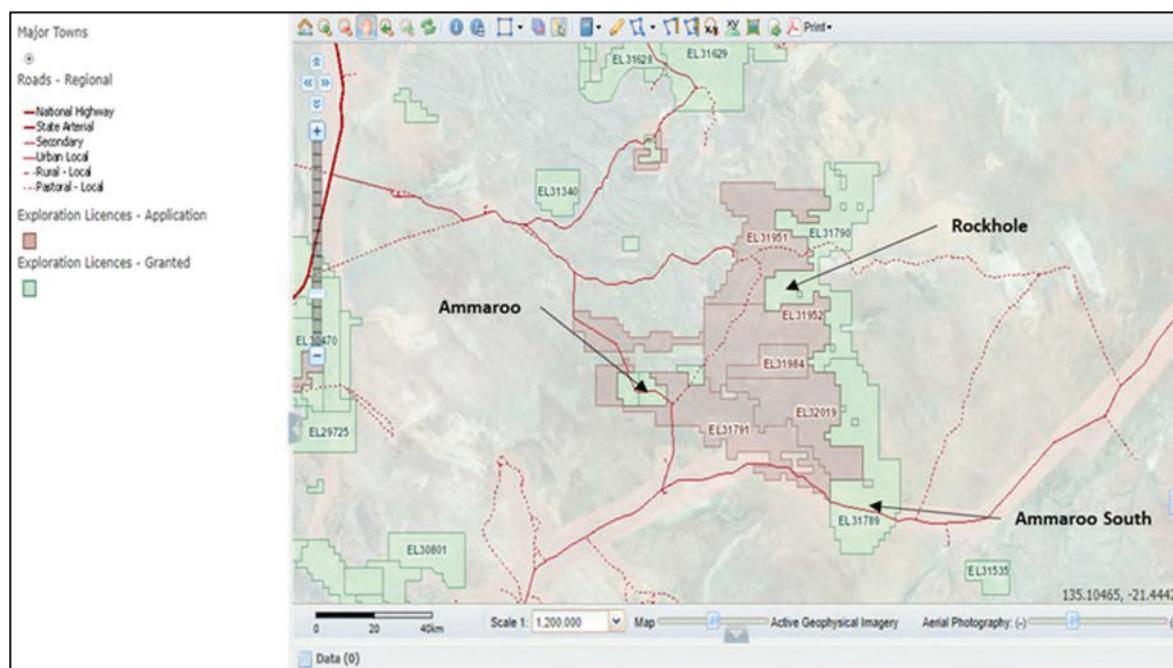 Major Towns
Roads - Regional
National Highway
State Arterial
Secondary
Urban Local
Rural - Local
Pastoral - Local
Exploration Licences - Application
Exploration Licences - Granted
Print
EL31628
EL31629
EL31340
EL31951
EL31790
Rockhole
Ammaroo
EL31952
EL30470
EL31984
EL29725
EL31791
EL32019
EL31789
Ammaroo South
EL30801
EL31535
135.10465, -21.4442
0 20 40km
Scale 1: 1,200,000
Map
Active Geophysical Imagery
Aerial Photography: (-)
Data (0)